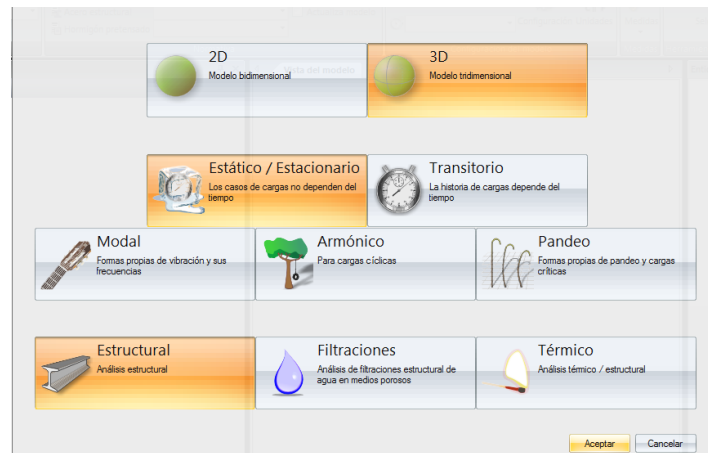 2D
Modelo bidimensional
3D
Modelo tridimensional
Estático / Estacionario
Los casos de cargas no dependen del
tiempo
Transitorio
La historia de cargas depende del
tiempo
Modal
Formas propias de vibración y sus
frecuencias
Armónico
Para cargas cíclicas
Pandeo
Formas propias de pandeo y cargas
críticas
Estructural
Análisis estructural
Filtraciones
Análisis de filtraciones estructural de
agua en medios porosos
Térmico
Análisis térmico / estructural
Aceptar
Cancelar